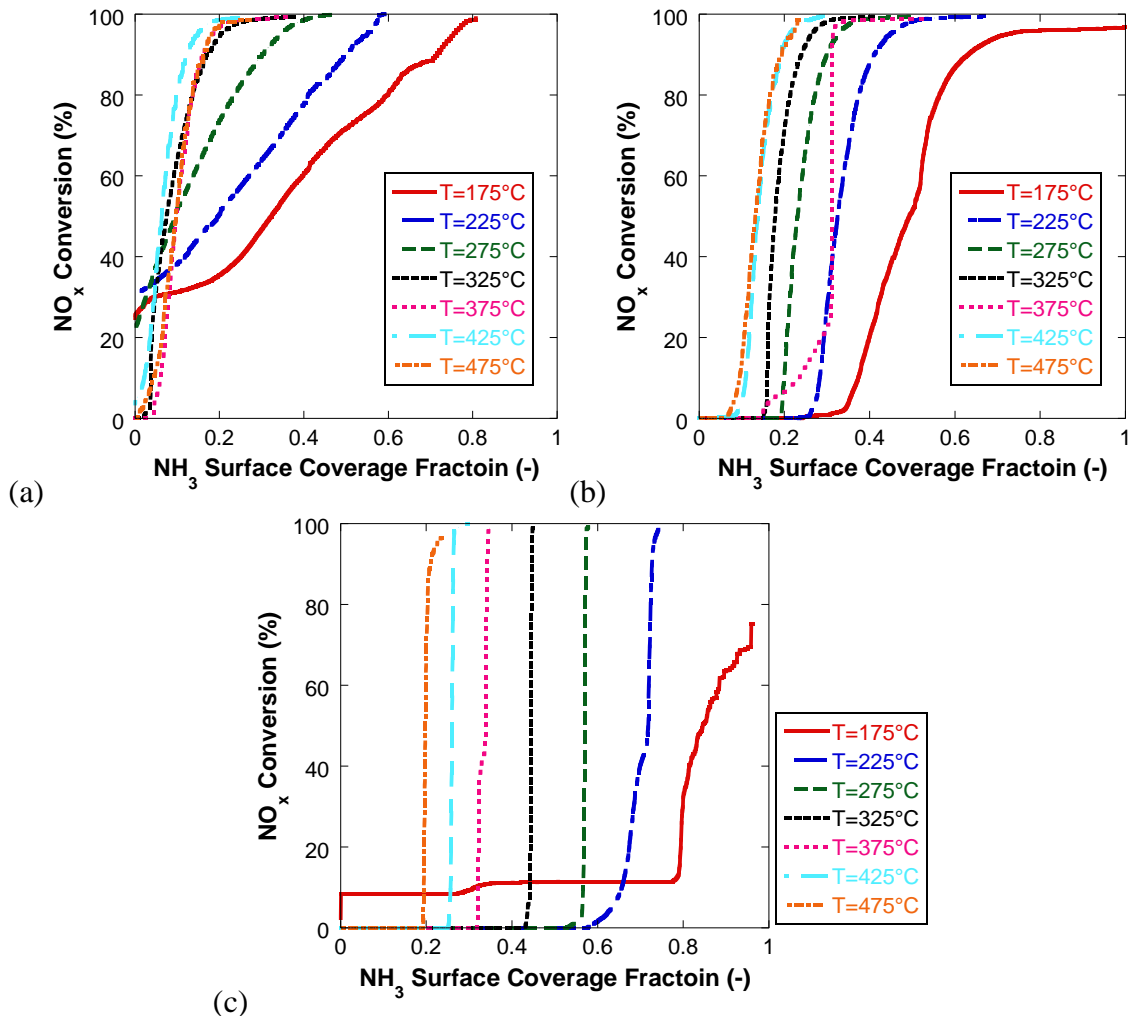 100
80
60
40
20
0
NOx Conversion (%)
0 0.2 0.4 0.6 0.8 1
NH3 Surface Coverage Fractoin (-)
T=175°C
T=225°C
T=275°C
T=325°C
T=375°C
T=425°C
T=475°C
(a)
100
80
60
40
20
0
NOx Conversion (%)
0 0.2 0.4 0.6 0.8 1
NH3 Surface Coverage Fractoin (-)
T=175°C
T=225°C
T=275°C
T=325°C
T=375°C
T=425°C
T=475°C
(b)
100
80
60
40
20
0
NOx Conversion (%)
0 0.2 0.4 0.6 0.8 1
NH3 Surface Coverage Fractoin (-)
T=175°C
T=225°C
T=275°C
T=325°C
T=375°C
T=425°C
T=475°C
(c)